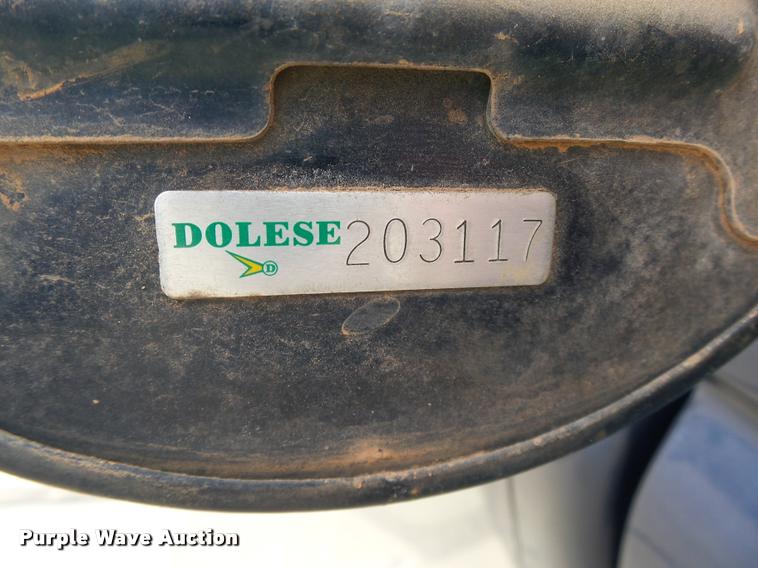 DOLESE 203117
D
Purple Wave Auction